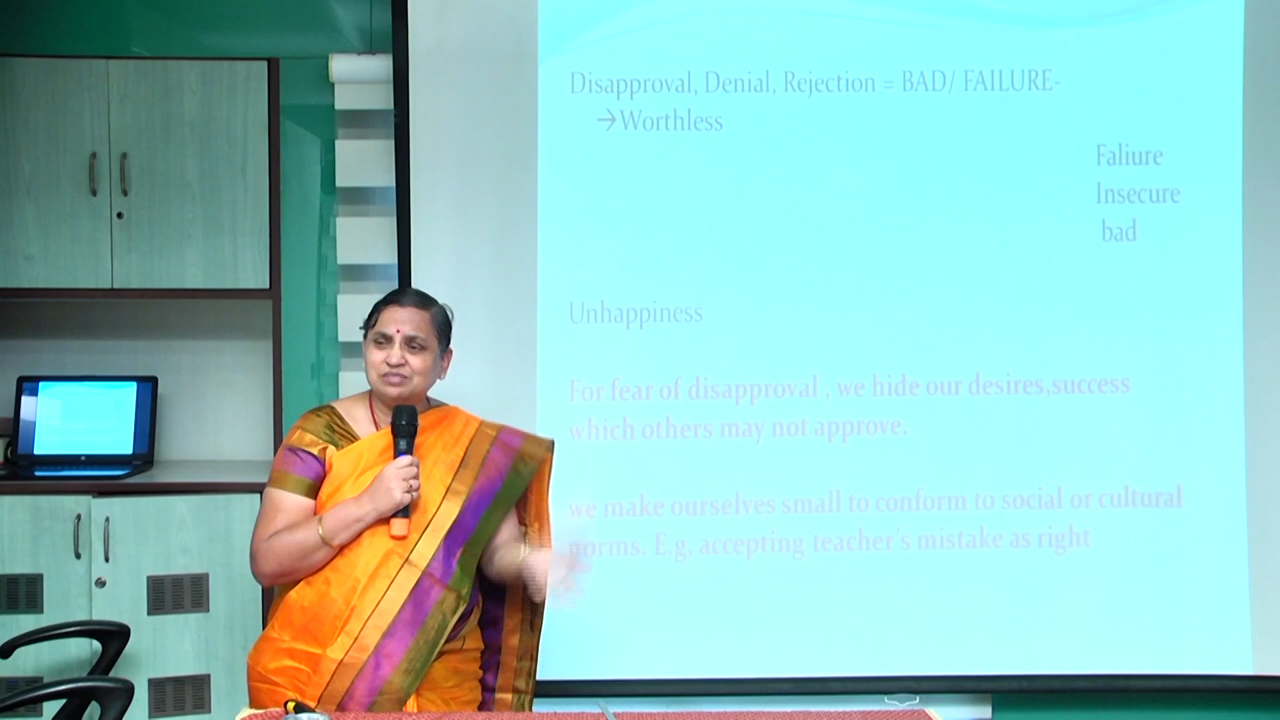 Disapproval, Denial, Rejection = BAD/ FAILURE-
→Worthless
Faliure
Insecure
bad
Unhappiness
For fear of disapproval , we hide our desires,success
which others may not approve.
we make ourselves small to conform to social or cultural
norms. E.g, accepting teacher's mistake as right